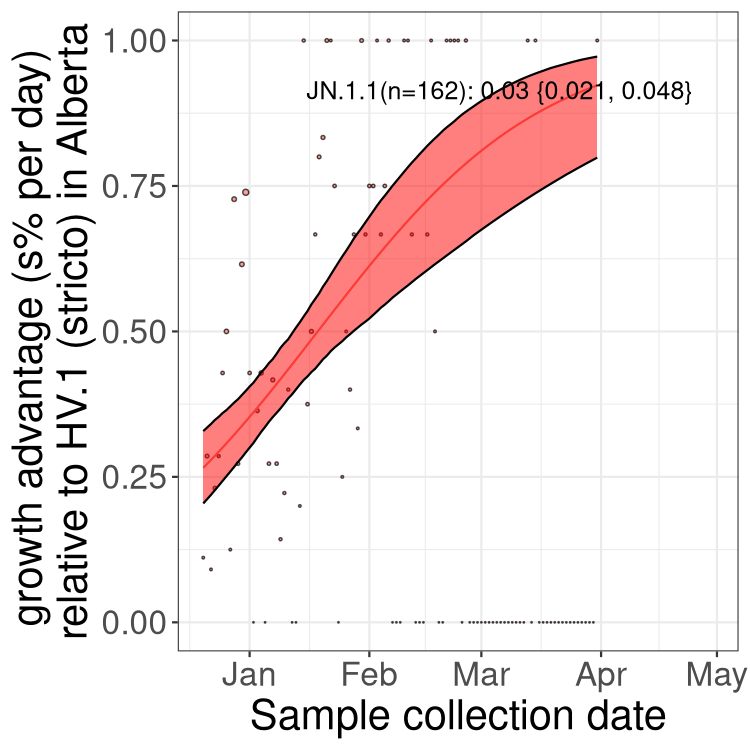 growth advantage (s% per day)
relative to HV.1 (stricto) in Alberta
1.00
0.75
0.50
0.25
0.00
JN.1.1(n=162): 0.03 {0.021, 0.048}
Jan Feb Mar Apr May
Sample collection date